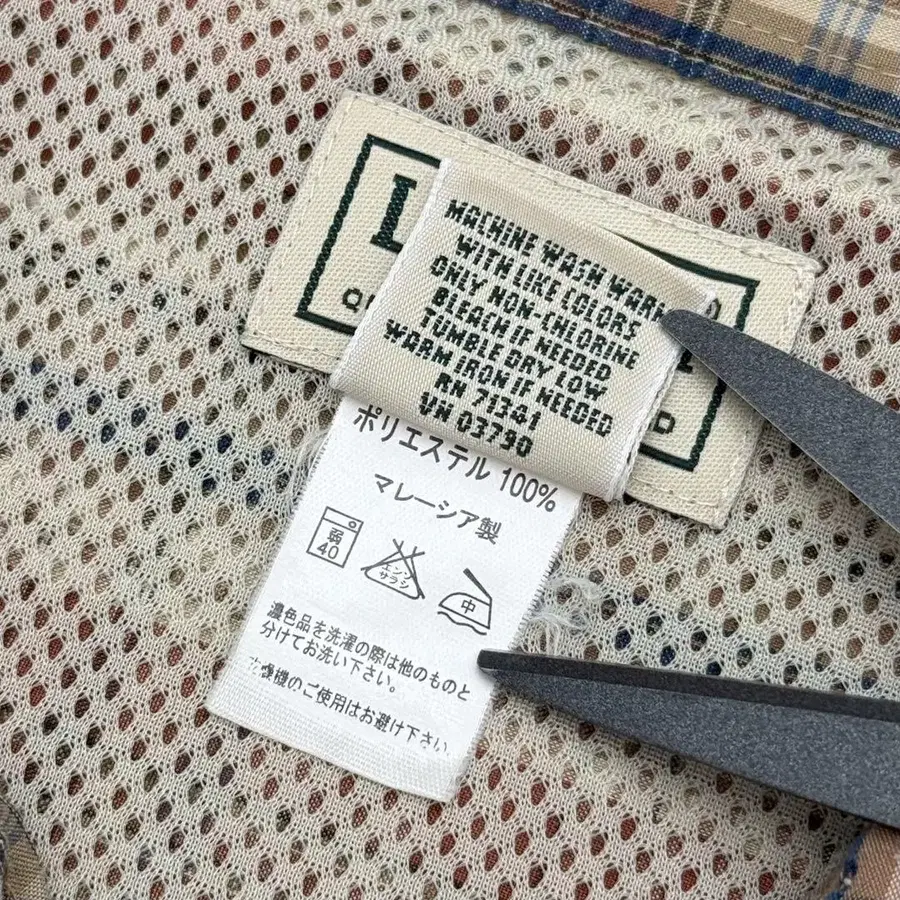 MACHINE WASH WARM
WITH LIKE COLORS
ONLY NON-CHLORINE
BLEACH IF NEEDED
TUMBLE DRY LOW
WARM IRON IF NEEDED
RN 71341
VN 03790
ポリエステル 100%
マレーシア製
弱
40
エンソ
サラシ
中
濃色品を洗濯の際は他のものと
分けてお洗い下さい。
機のご使用はお避け下さい